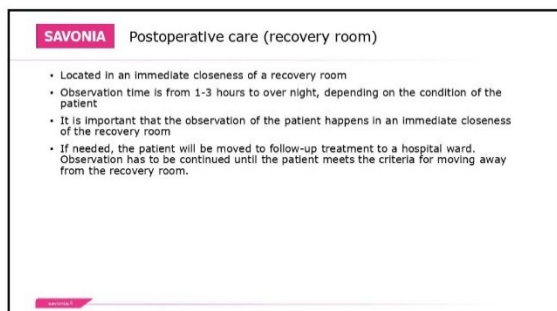 SAVONIA
Postoperative care (recovery room)
• Located in an immediate closeness of a recovery room
• Observation time is from 1-3 hours to over night, depending on the condition of the
patient
• It is important that the observation of the patient happens in an immediate closeness
of the recovery room
• If needed, the patient will be moved to follow-up treatment to a hospital ward.
Observation has to be continued until the patient meets the criteria for moving away
from the recovery room.